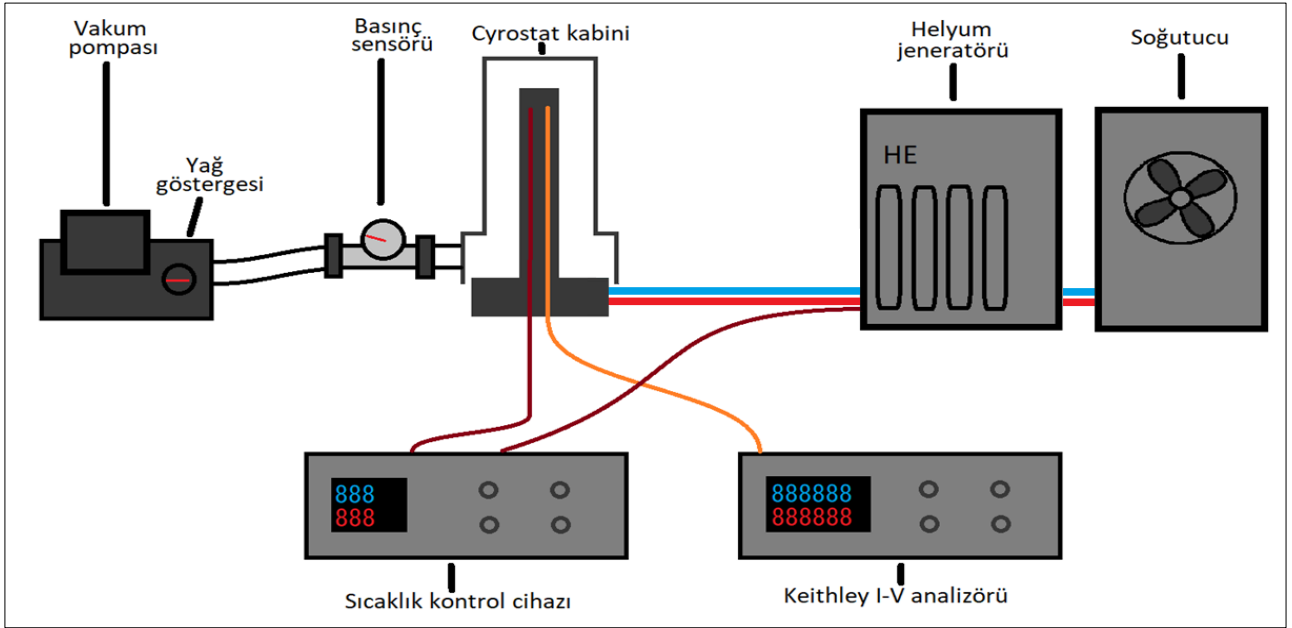 Vakum
pompası
Basınç
sensörü
Cyrostat kabini
Helyum
jeneratörü
Soğutucu
Yağ
göstergesi
HE
888
888
888888
888888
Sıcaklık kontrol cihazı
Keithley I-V analizörü